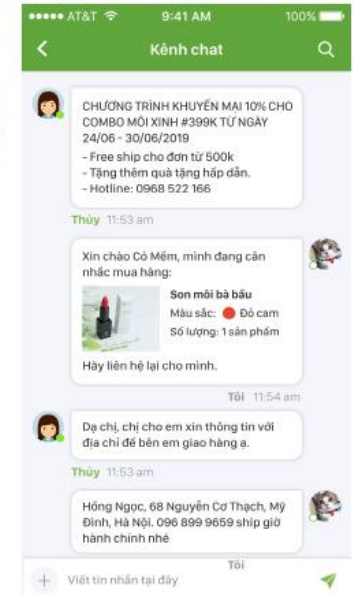 AT&T 9:41 AM 100%
Kênh chat
CHƯƠNG TRÌNH KHUYẾN MẠI 10% CHO
COMBO MÔI XINH #399K TỪ NGÀY
24/06 - 30/06/2019
- Free ship cho đơn từ 500k
- Tặng thêm quà tặng hấp dẫn.
- Hotline: 0968 522 166
Thủy 11:53 am
Xin chào Cỏ Mềm, mình đang cân
nhắc mua hàng:
Son môi bà bầu
Màu sắc: Đỏ cam
Số lượng: 1 sản phẩm
Hãy liên hệ lại cho mình.
Tôi 11:54 am
Dạ chị, chị cho em xin thông tin với
địa chỉ để bên em giao hàng ạ.
Thủy 11:53 am
Hồng Ngọc, 68 Nguyễn Cơ Thạch, Mỹ
Đình, Hà Nội. 096 899 9659 ship giờ
hành chính nhé
Tôi
Viết tin nhắn tại đây